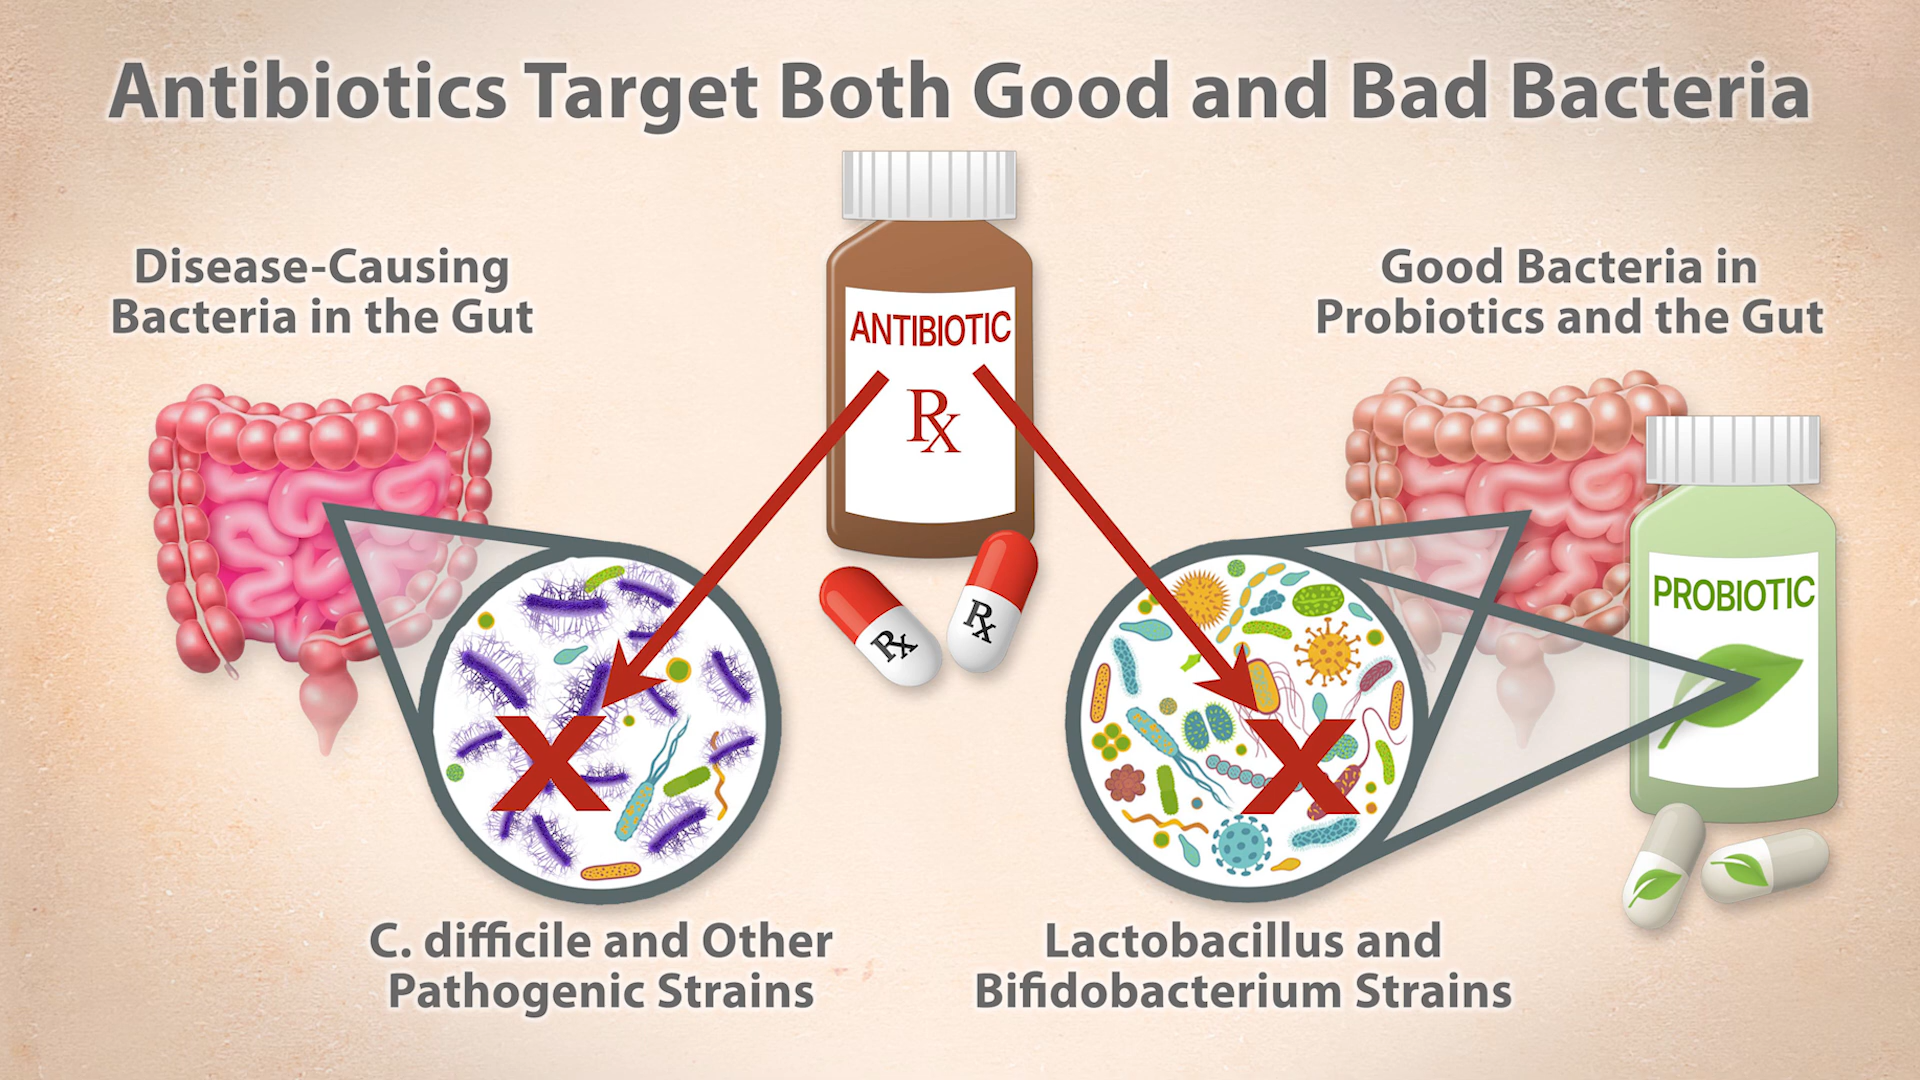 Antibiotics Target Both Good and Bad Bacteria
Disease-Causing
Bacteria in the Gut
ANTIBIOTIC
Rx
Good Bacteria in
Probiotics and the Gut
PROBIOTIC
Rx
Rx
C. difficile and Other
Pathogenic Strains
Lactobacillus and
Bifidobacterium Strains